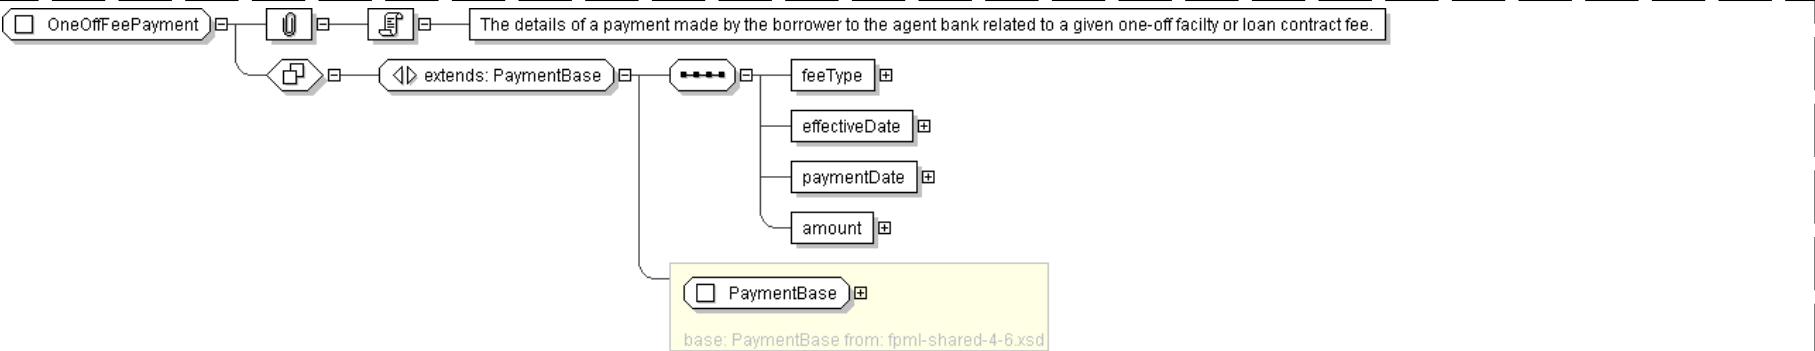 OneOffFeePayment
The details of a payment made by the borrower to the agent bank related to a given one-off facility or loan contract fee.
extends: PaymentBase
feeType
effectiveDate
paymentDate
amount
PaymentBase
base: PaymentBase from: fpml-shared-4-6.xsd